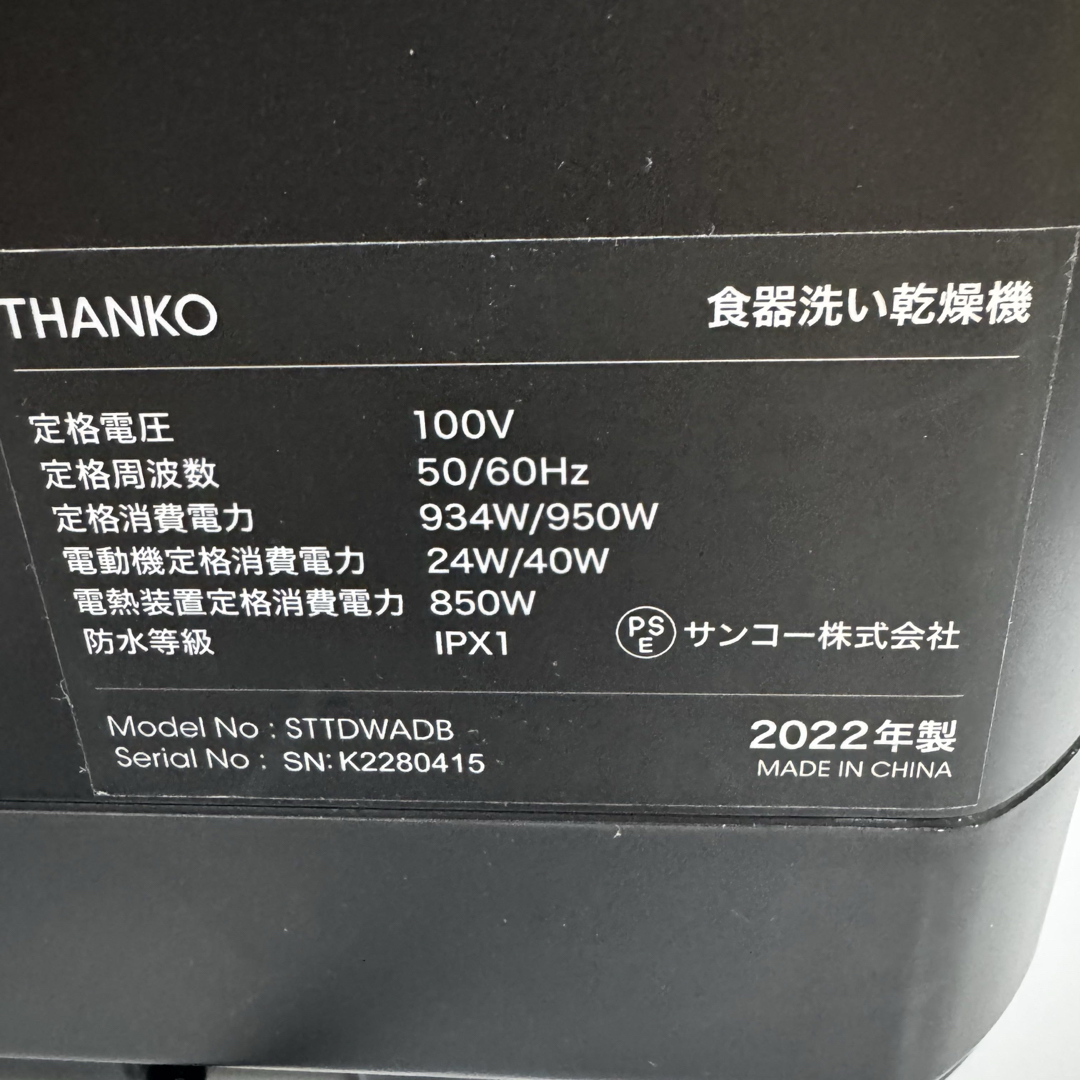 THANKO 食器洗い乾燥機
定格電圧 100V
定格周波数 50/60Hz
定格消費電力 934W/950W
電動機定格消費電力 24W/40W
電熱装置定格消費電力 850W
防水等級 IPX1 PSE サンコー株式会社
Model No : STTDWADB 2022年製
Serial No : SN: K2280415 MADE IN CHINA